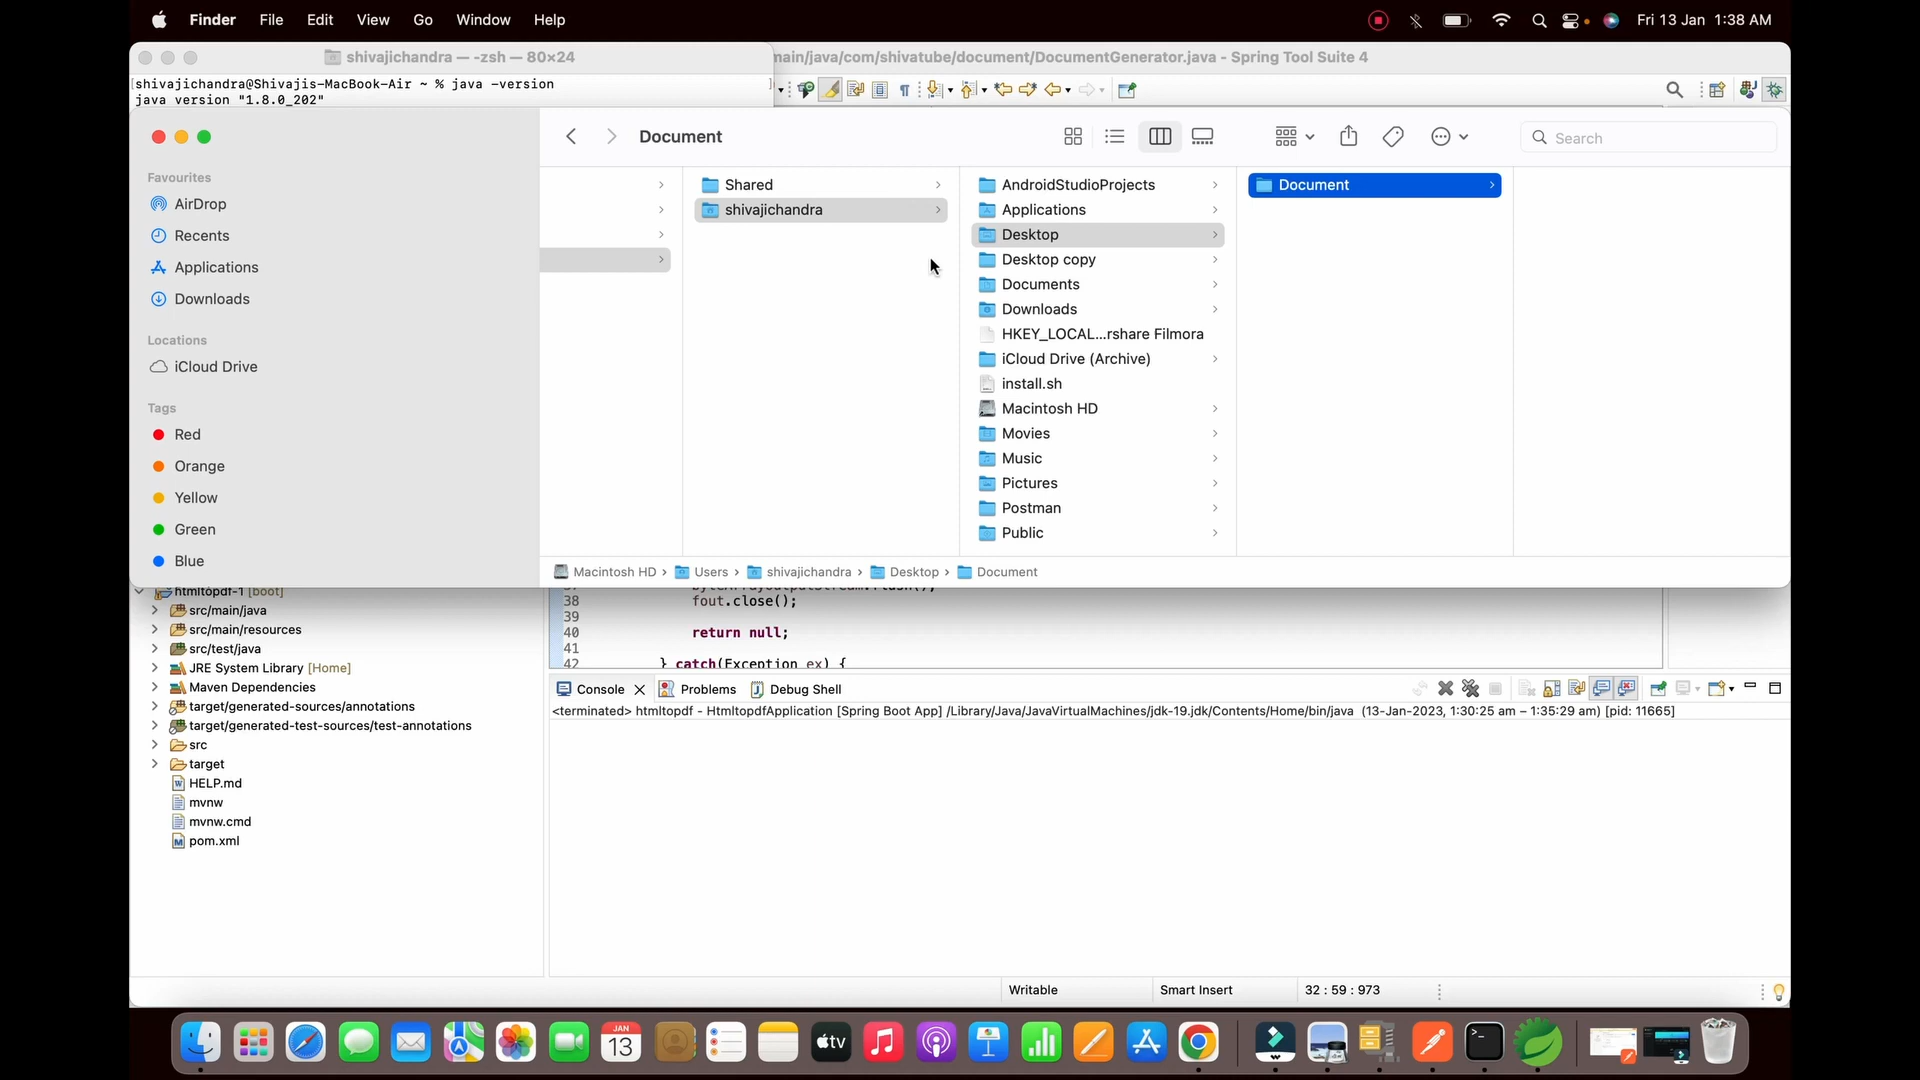 Finder File Edit View Go Window Help Fri 13 Jan 1:38 AM
shivajichandra — -zsh — 80×24
main/java/com/shivatube/document/DocumentGenerator.java - Spring Tool Suite 4
[shivajichandra@Shivajis-MacBook-Air ~ % java -version ]
java version "1.8.0_202"
Document
Search
Favourites
AirDrop
Recents
Applications
Downloads
Locations
iCloud Drive
Tags
Red
Orange
Yellow
Green
Blue
Shared
shivajichandra
AndroidStudioProjects
Applications
Desktop
Desktop copy
Documents
Downloads
HKEY_LOCAL...rshare Filmora
iCloud Drive (Archive)
install.sh
Macintosh HD
Movies
Music
Pictures
Postman
Public
Document
Macintosh HD › Users › shivajichandra › Desktop › Document
htmltopdf-1 [boot]
src/main/java
src/main/resources
src/test/java
JRE System Library [Home]
Maven Dependencies
target/generated-sources/annotations
target/generated-test-sources/test-annotations
src
target
HELP.md
mvnw
mvnw.cmd
pom.xml
38 fout.close();
39
40 return null;
41
42 } catch(Exception ex) {
Console Problems Debug Shell
<terminated> htmltopdf - HtmltopdfApplication [Spring Boot App] /Library/Java/JavaVirtualMachines/jdk-19.jdk/Contents/Home/bin/java (13-Jan-2023, 1:30:25 am – 1:35:29 am) [pid: 11665]
Writable Smart Insert 32 : 59 : 973
JAN
13
tv